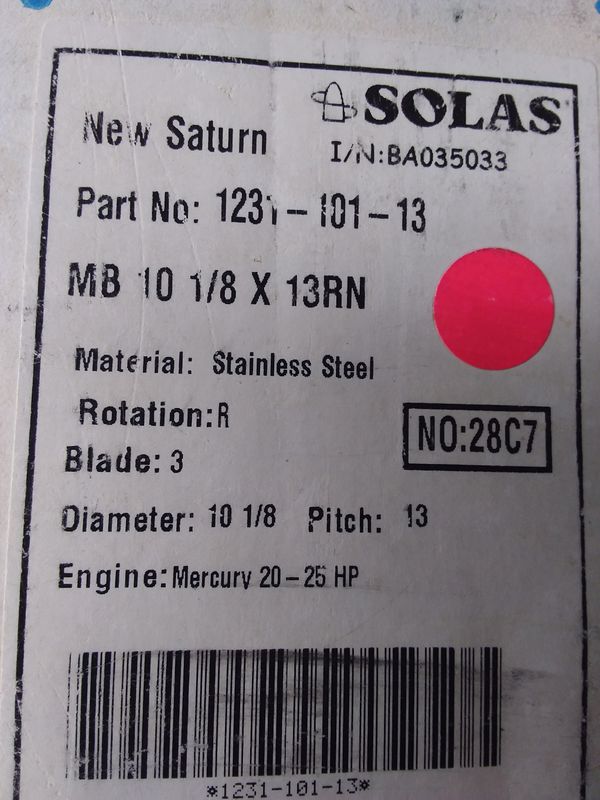 SOLAS
New Saturn
I/N:BA035033
Part No: 1231-101-13
MB 10 1/8 X 13RN
Material: Stainless Steel
Rotation:R
NO:28C7
Blade: 3
Diameter: 10 1/8 Pitch: 13
Engine:Mercury 20-25 HP
*1231-101-13*